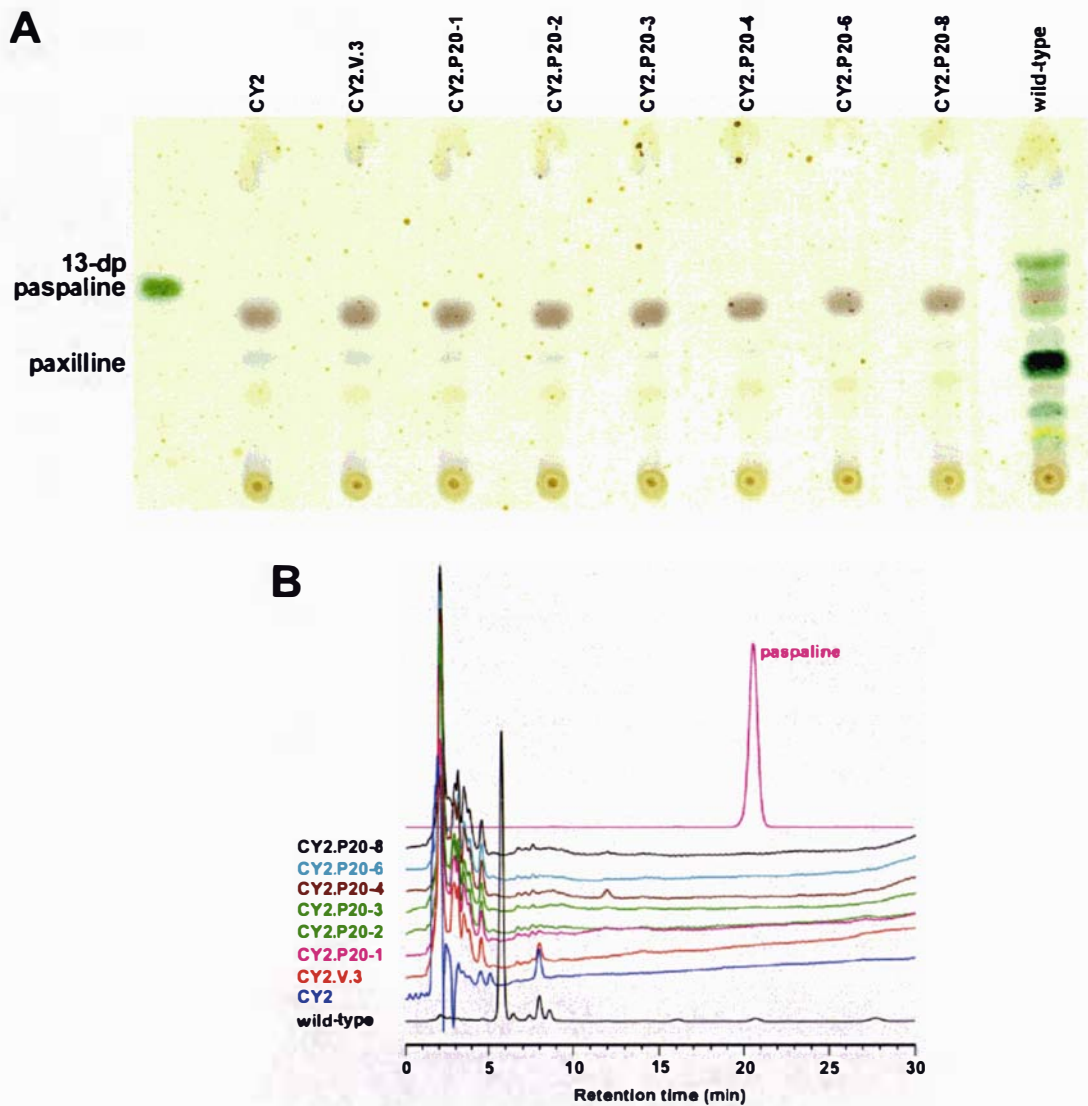 A
CY2
CY2.V.3
CY2.P20-1
CY2.P20-2
CY2.P20-3
CY2.P20-4
CY2.P20-6
CY2.P20-8
wild-type
13-dp
paspaline
paxilline
B
paspaline
CY2.P20-8
CY2.P20-6
CY2.P20-4
CY2.P20-3
CY2.P20-2
CY2.P20-1
CY2.V.3
CY2
wild-type
0 5 10 15 20 25 30
Retention time (min)